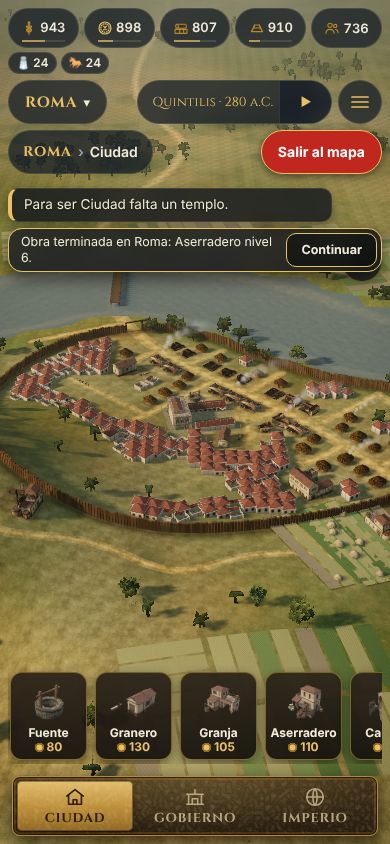 943 898 807 910 736
24 24
ROMA ▾ QUINTILIS · 280 A.C.
ROMA › Ciudad Salir al mapa
Para ser Ciudad falta un templo.
Obra terminada en Roma: Aserradero nivel
6.
Continuar
Fuente Granero Granja Aserradero Ca
80 130 105 110
CIUDAD GOBIERNO IMPERIO